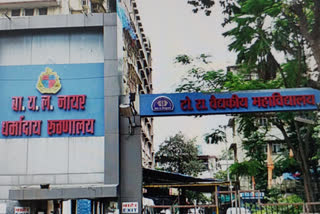 बा. य. ल. नायर
धर्मादाय रुग्णालय
टो. रा. वैद्यकीय महाविद्यालय